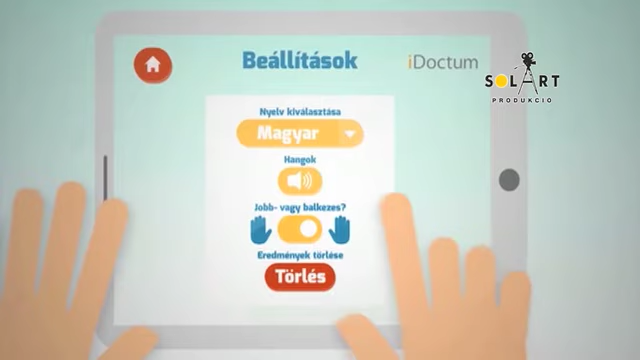 Beállítások
iDoctum
SOLART
PRODUKCIO
Nyelv kiválasztása
Magyar
Hangok
Jobb- vagy balkezes?
Eredmények törlése
Törlés